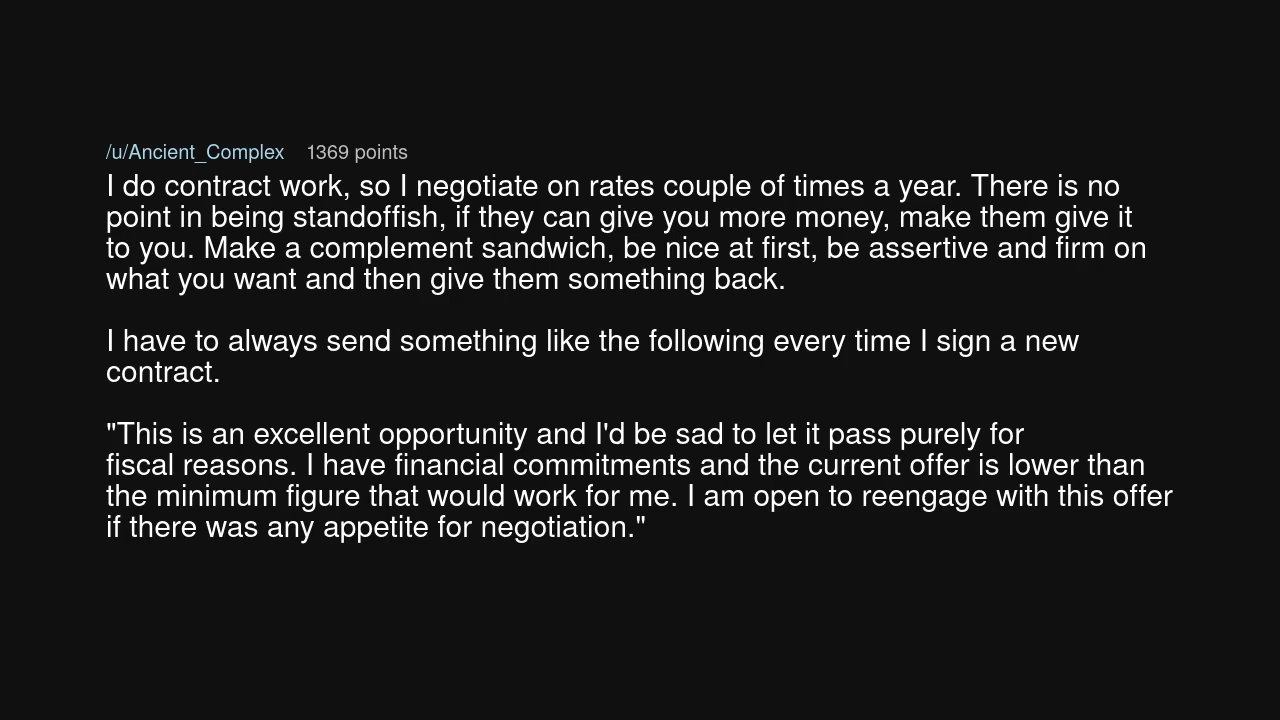 /u/Ancient_Complex 1369 points
I do contract work, so I negotiate on rates couple of times a year. There is no
point in being standoffish, if they can give you more money, make them give it
to you. Make a complement sandwich, be nice at first, be assertive and firm on
what you want and then give them something back.
I have to always send something like the following every time I sign a new
contract.
"This is an excellent opportunity and I'd be sad to let it pass purely for
fiscal reasons. I have financial commitments and the current offer is lower than
the minimum figure that would work for me. I am open to reengage with this offer
if there was any appetite for negotiation."